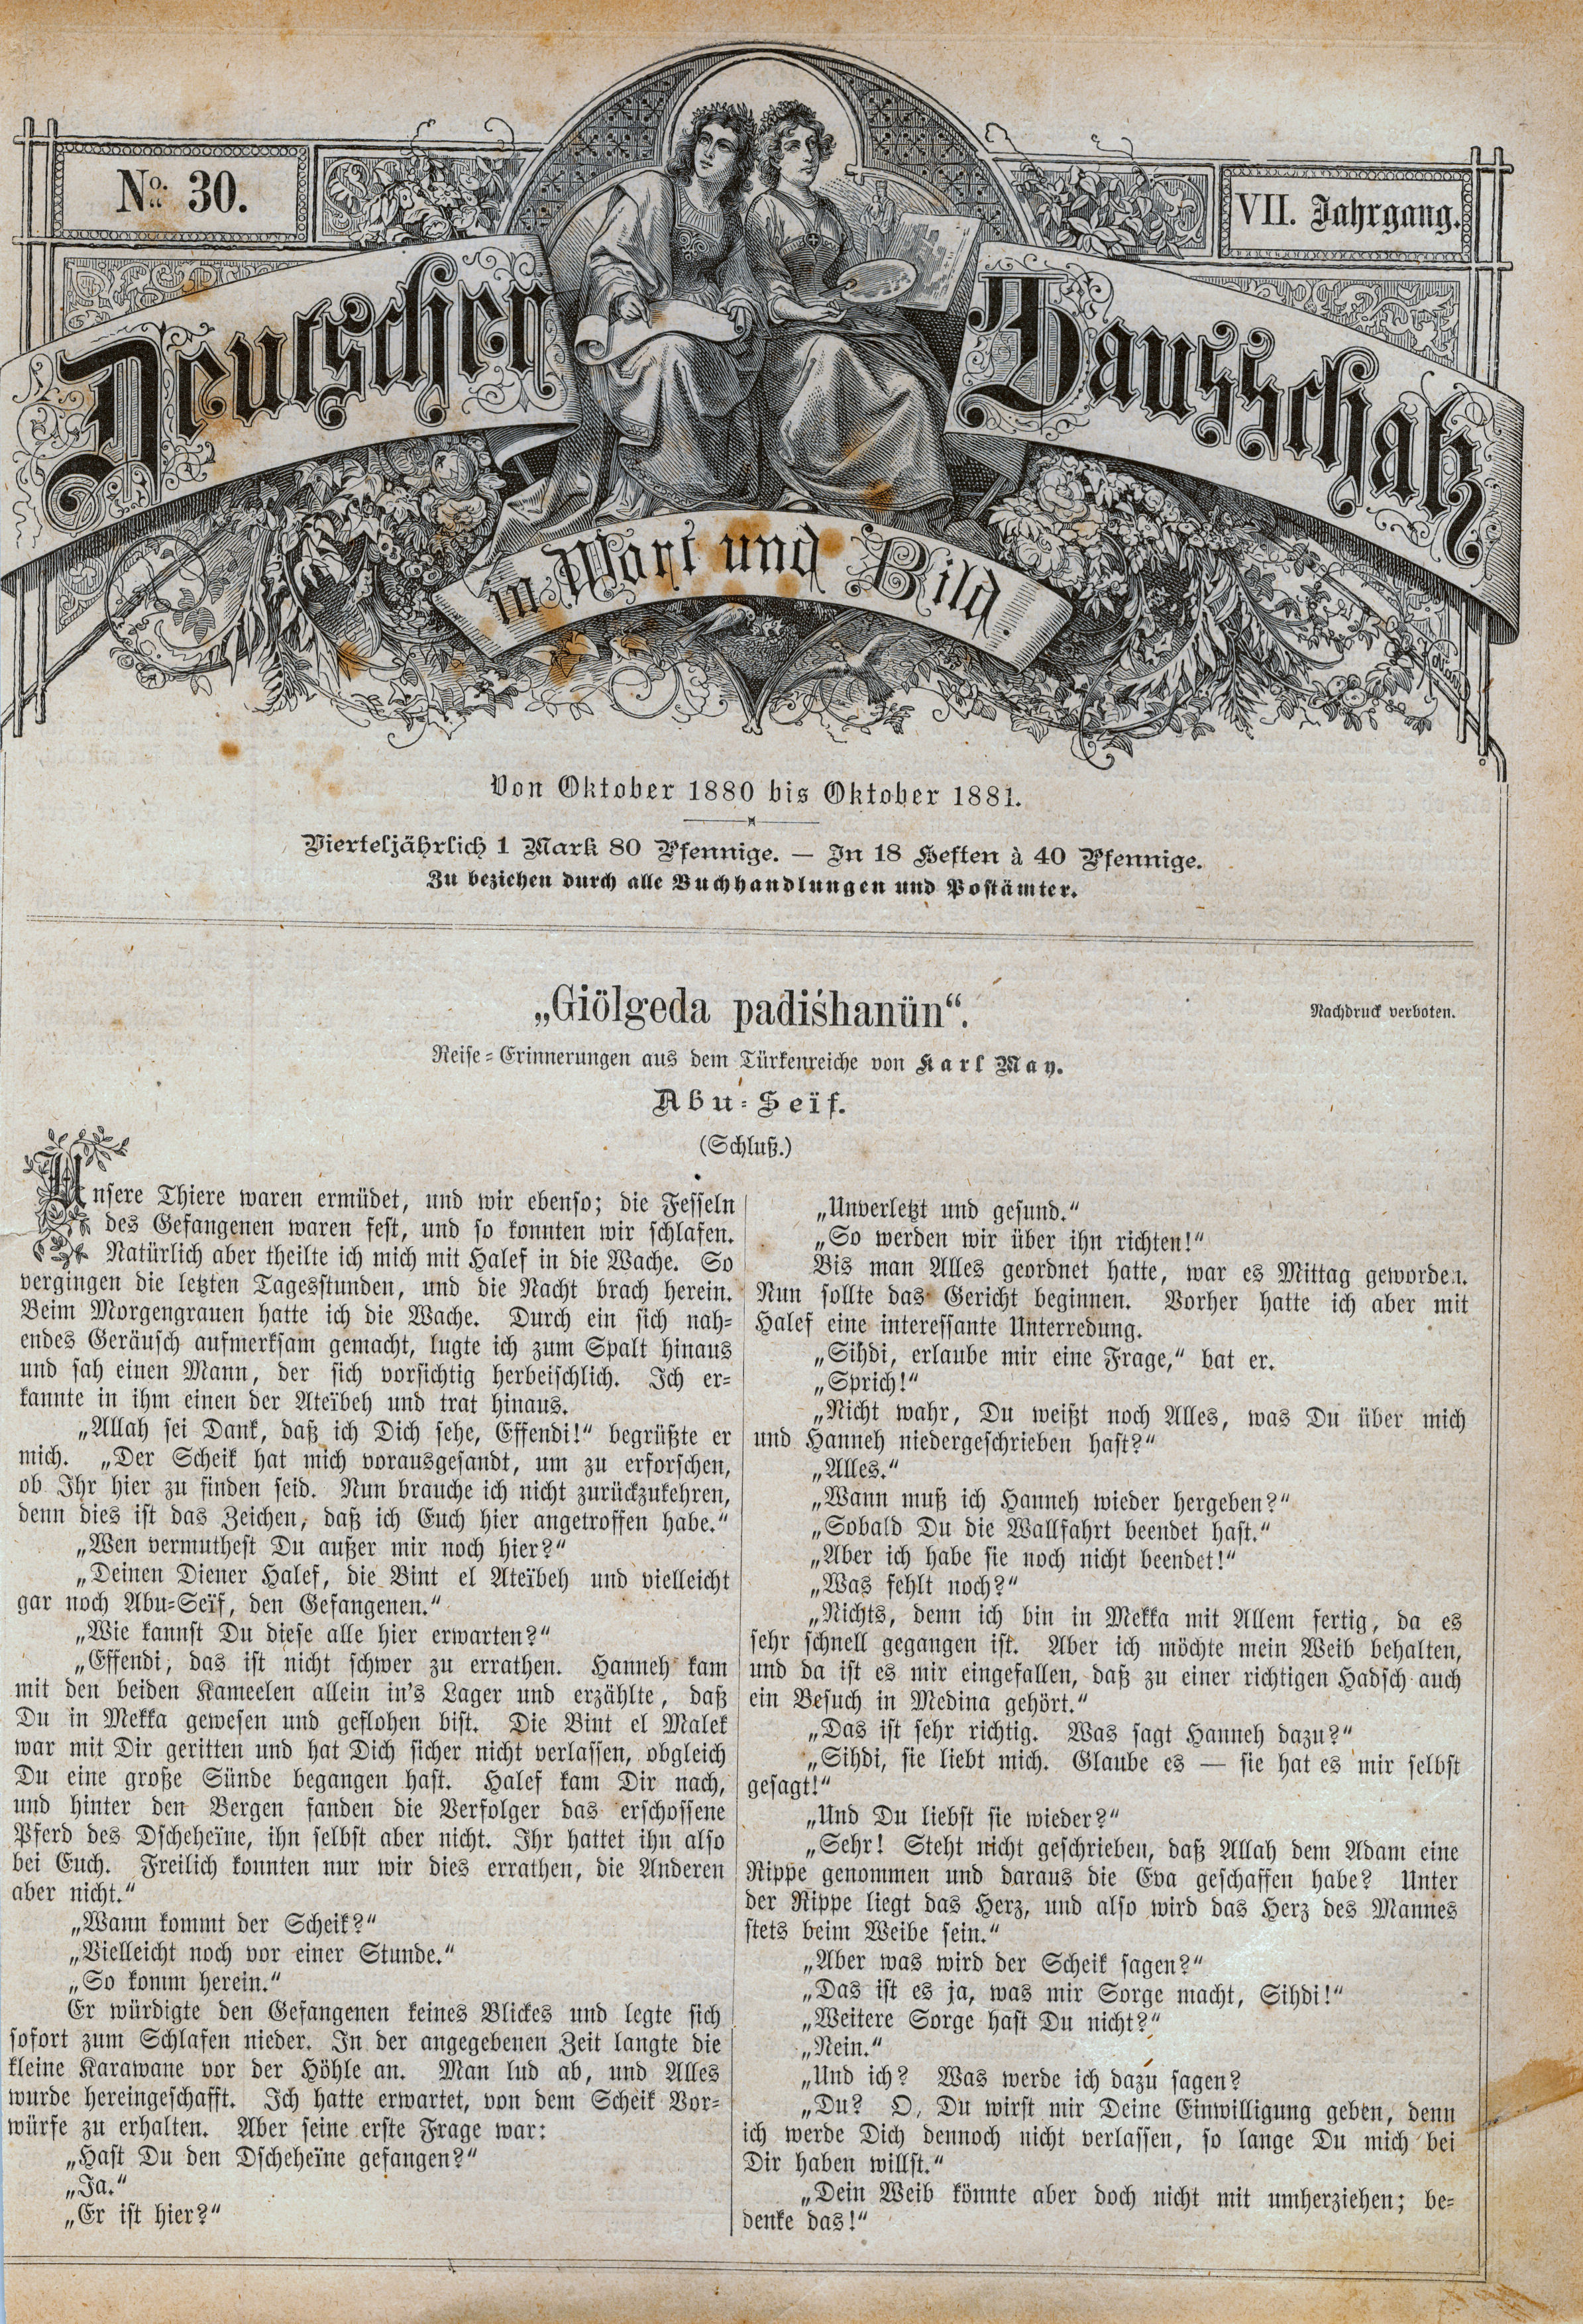 No. 30.
VII. Jahrgang.
Deutscher Hausschatz
in Wort und Bild.
Von Oktober 1880 bis Oktober 1881.
Vierteljährlich 1 Mark 80 Pfennige. — In 18 Heften à 40 Pfennige.
Zu beziehen durch alle Buchhandlungen und Postämter.
„Giölgeda padiśhanün“.
Nachdruck verboten.
Reise-Erinnerungen aus dem Türkenreiche von Karl May.
Abu-Seïf.
(Schluß.)
Unsere Thiere waren ermüdet, und wir ebenso; die Fesseln
des Gefangenen waren fest, und so konnten wir schlafen.
Natürlich aber theilte ich mich mit Halef in die Wache. So
vergingen die letzten Tagesstunden, und die Nacht brach herein.
Beim Morgengrauen hatte ich die Wache. Durch ein sich nah-
endes Geräusch aufmerksam gemacht, lugte ich zum Spalt hinaus
und sah einen Mann, der sich vorsichtig herbeischlich. Ich er-
kannte in ihm einen der Ateïbeh und trat hinaus.
„Allah sei Dank, daß ich Dich sehe, Effendi!“ begrüßte er
mich. „Der Scheik hat mich vorausgesandt, um zu erforschen,
ob Ihr hier zu finden seid. Nun brauche ich nicht zurückzukehren,
denn dies ist das Zeichen, daß ich Euch hier angetroffen habe.“
„Wen vermuthest Du außer mir noch hier?“
„Deinen Diener Halef, die Bint el Ateïbeh und vielleicht
gar noch Abu-Seïf, den Gefangenen.“
„Wie kannst Du diese alle hier erwarten?“
„Effendi, das ist nicht schwer zu errathen. Hanneh kam
mit den beiden Kameelen allein in's Lager und erzählte, daß
Du in Mekka gewesen und geflohen bist. Die Bint el Malek
war mit Dir geritten und hat Dich sicher nicht verlassen, obgleich
Du eine große Sünde begangen hast. Halef kam Dir nach,
und hinter den Bergen fanden die Verfolger das erschossene
Pferd des Dscheheïne, ihn selbst aber nicht. Ihr hattet ihn also
bei Euch. Freilich konnten nur wir dies errathen, die Anderen
aber nicht.“
„Wann kommt der Scheik?“
„Vielleicht noch vor einer Stunde.“
„So komm herein.“
Er würdigte den Gefangenen keines Blickes und legte sich
sofort zum Schlafen nieder. In der angegebenen Zeit langte die
kleine Karawane vor der Höhle an. Man lud ab, und Alles
wurde hereingeschafft. Ich hatte erwartet, von dem Scheik Vor-
würfe zu erhalten. Aber seine erste Frage war:
„Hast Du den Dscheheïne gefangen?“
„Ja.“
„Er ist hier?“
„Unverletzt und gesund.“
„So werden wir über ihn richten!“
Bis man Alles geordnet hatte, war es Mittag geworden.
Nun sollte das Gericht beginnen. Vorher hatte ich aber mit
Halef eine interessante Unterredung.
„Sihdi, erlaube mir eine Frage,“ bat er.
„Sprich!“
„Nicht wahr, Du weißt noch Alles, was Du über mich
und Hanneh niedergeschrieben hast?“
„Alles.“
„Wann muß ich Hanneh wieder hergeben?“
„Sobald Du die Wallfahrt beendet hast.“
„Aber ich habe sie noch nicht beendet!“
„Was fehlt noch?“
„Nichts, denn ich bin in Mekka mit Allem fertig, da es
sehr schnell gegangen ist. Aber ich möchte mein Weib behalten,
und da ist es mir eingefallen, daß zu einer richtigen Hadsch auch
ein Besuch in Medina gehört.“
„Das ist sehr richtig. Was sagt Hanneh dazu?“
„Sihdi, sie liebt mich. Glaube es — sie hat es mir selbst
gesagt!“
„Und Du liebst sie wieder?“
„Sehr! Steht nicht geschrieben, daß Allah dem Adam eine
Rippe genommen und daraus die Eva geschaffen habe? Unter
der Rippe liegt das Herz, und also wird das Herz des Mannes
stets beim Weibe sein.“
„Aber was wird der Scheik sagen?“
„Das ist es ja, was mir Sorge macht, Sihdi!“
„Weitere Sorge hast Du nicht?“
„Nein.“
„Und ich? Was werde ich dazu sagen?
„Du? O, Du wirst mir Deine Einwilligung geben, denn
ich werde Dich dennoch nicht verlassen, so lange Du mich bei
Dir haben willst.“
„Dein Weib könnte aber doch nicht mit umherziehen; be-
denke das!“